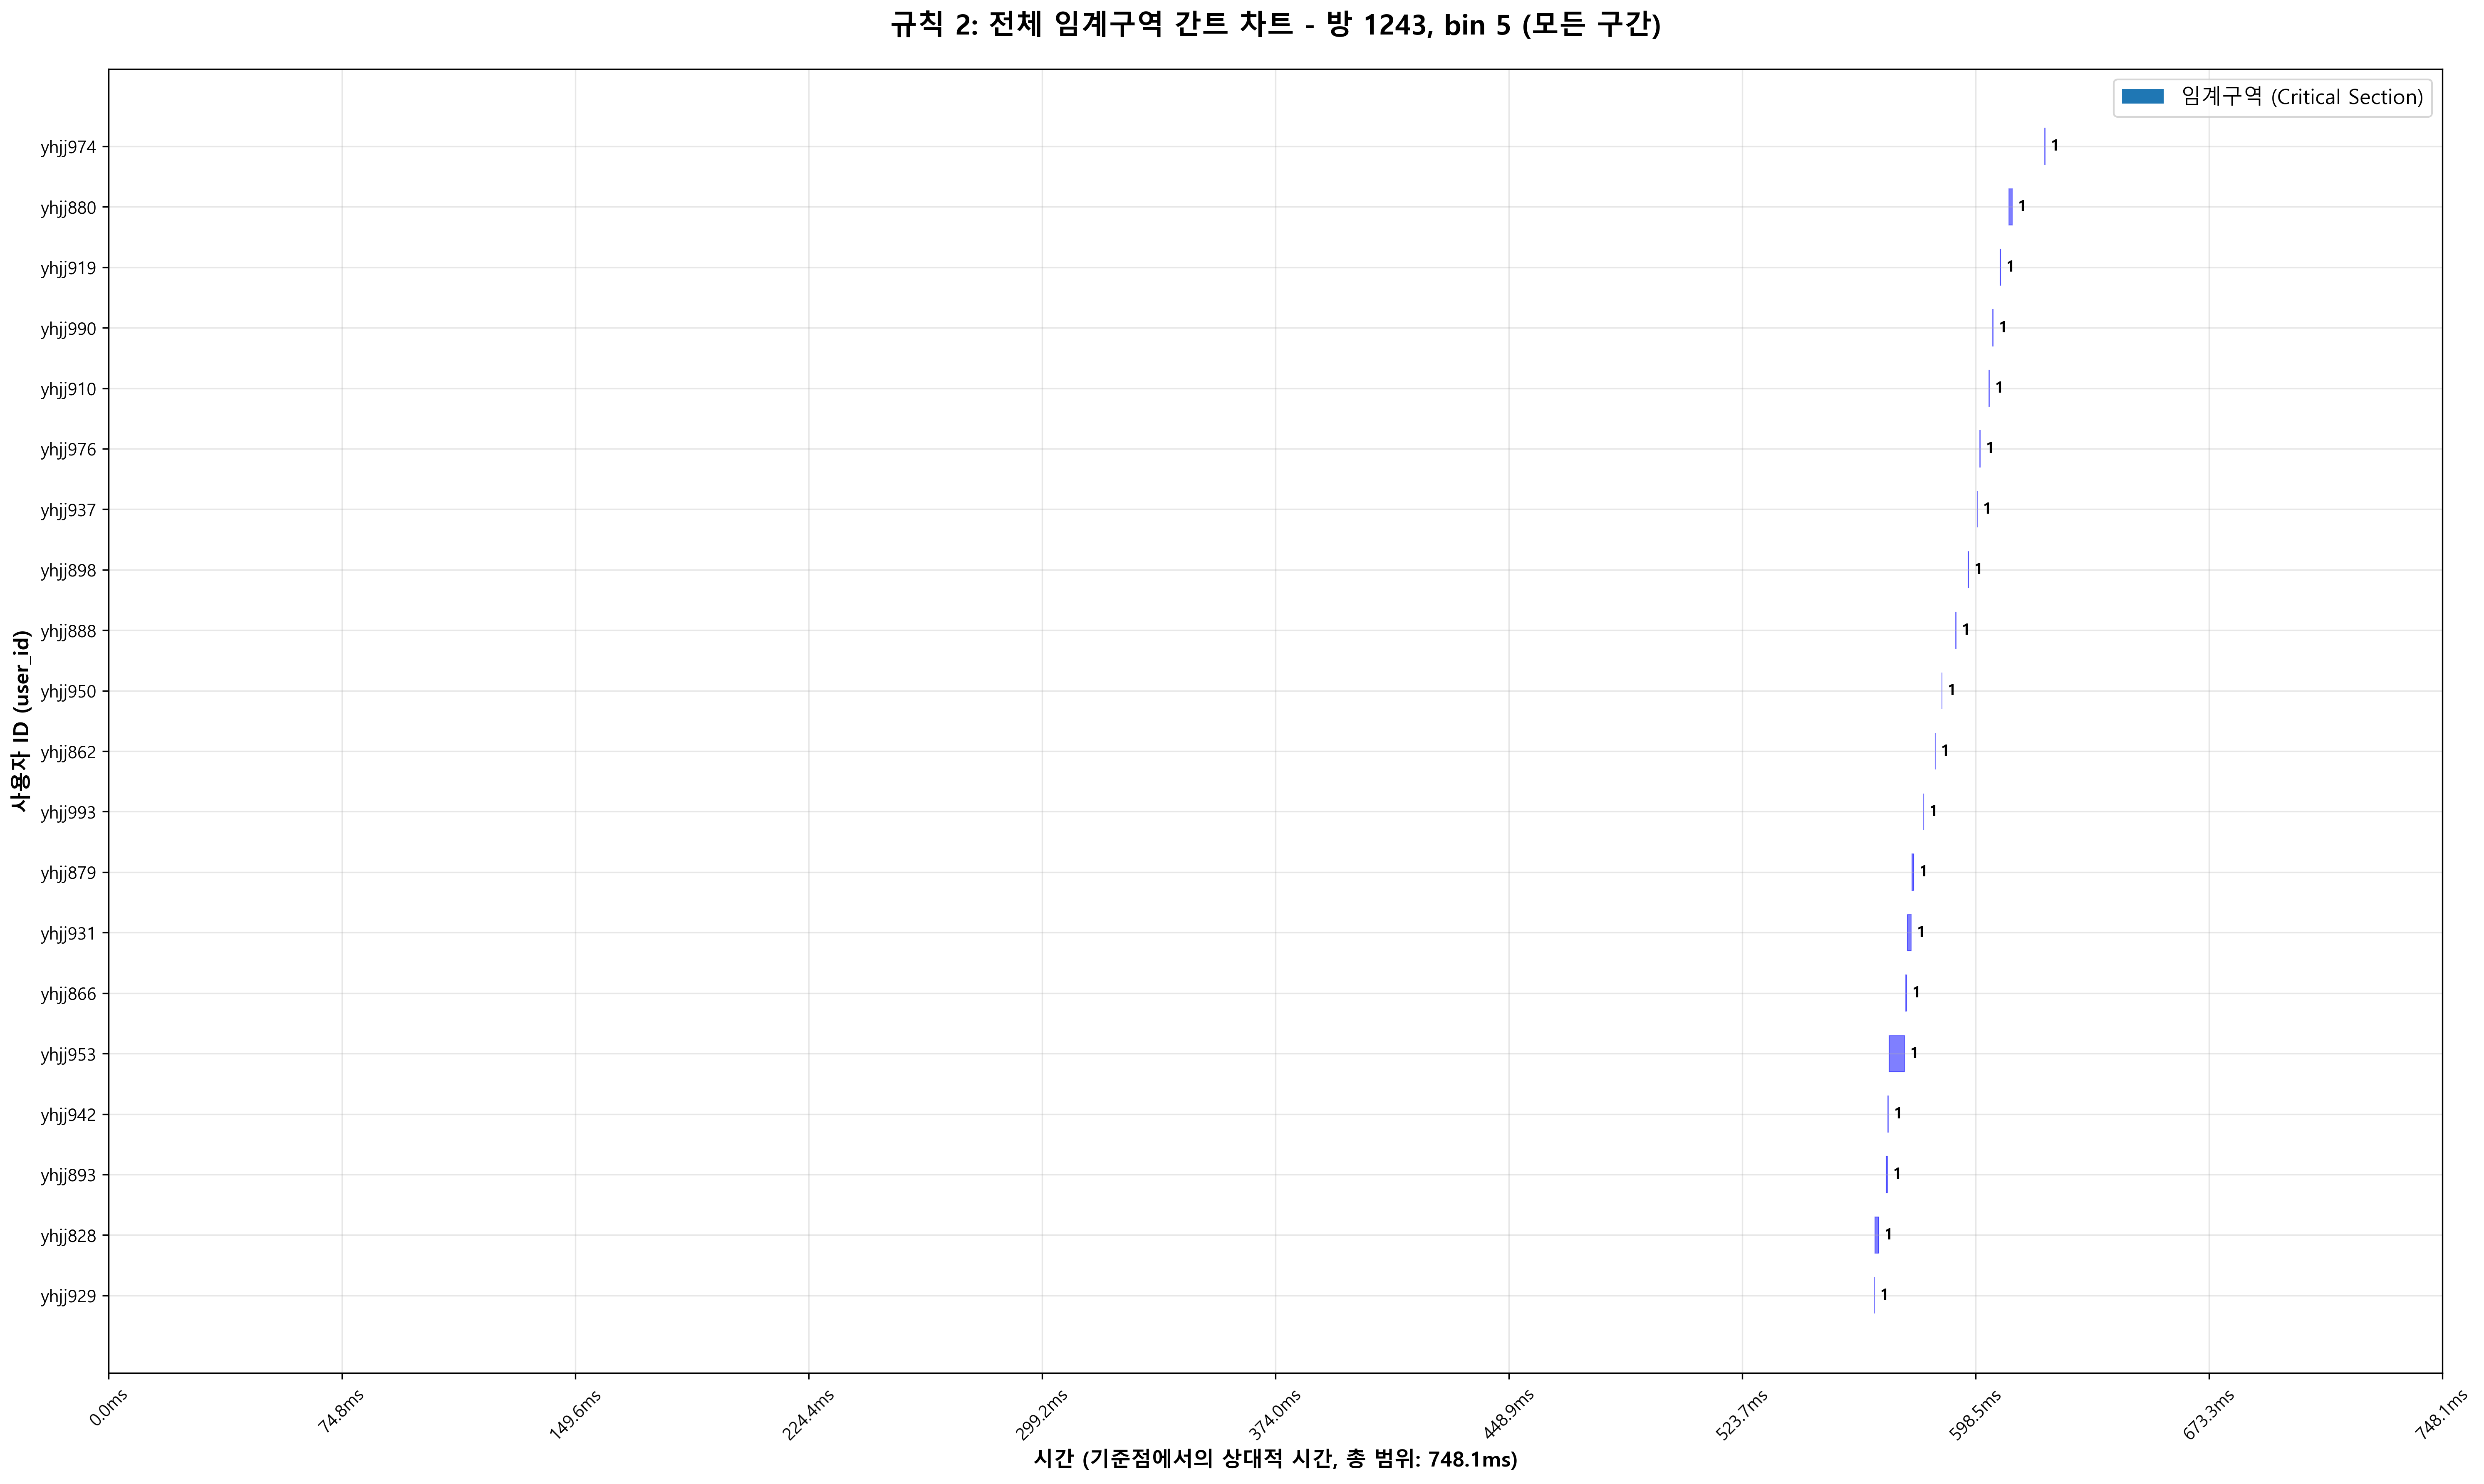 규칙 2: 전체 임계구역 간트 차트 - 방 1243, bin 5 (모든 구간)
임계구역 (Critical Section)
사용자 ID (user_id)
yhjj974 1
yhjj880 1
yhjj919 1
yhjj990 1
yhjj910 1
yhjj976 1
yhjj937 1
yhjj898 1
yhjj888 1
yhjj950 1
yhjj862 1
yhjj993 1
yhjj879 1
yhjj931 1
yhjj866 1
yhjj953 1
yhjj942 1
yhjj893 1
yhjj828 1
yhjj929 1
0.0ms 74.8ms 149.6ms 224.4ms 299.2ms 374.0ms 448.9ms 523.7ms 598.5ms 673.3ms 748.1ms
시간 (기준점에서의 상대적 시간, 총 범위: 748.1ms)